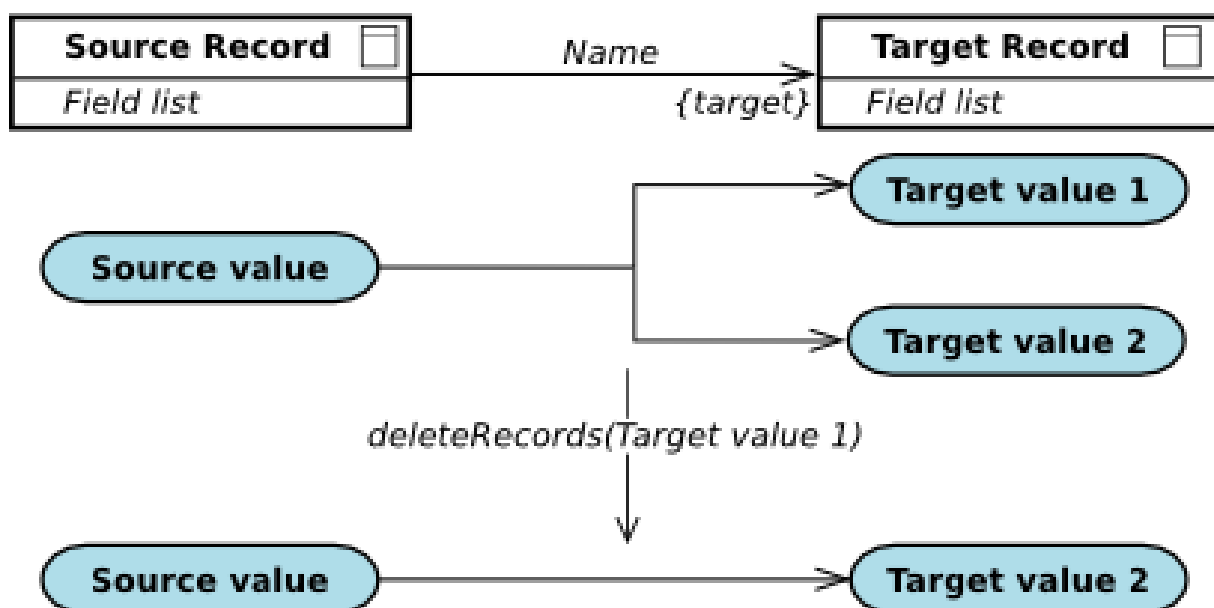 Source Record
Name
Target Record
Field list
{target}
Field list
Target value 1
Source value
Target value 2
deleteRecords(Target value 1)
Source value
Target value 2